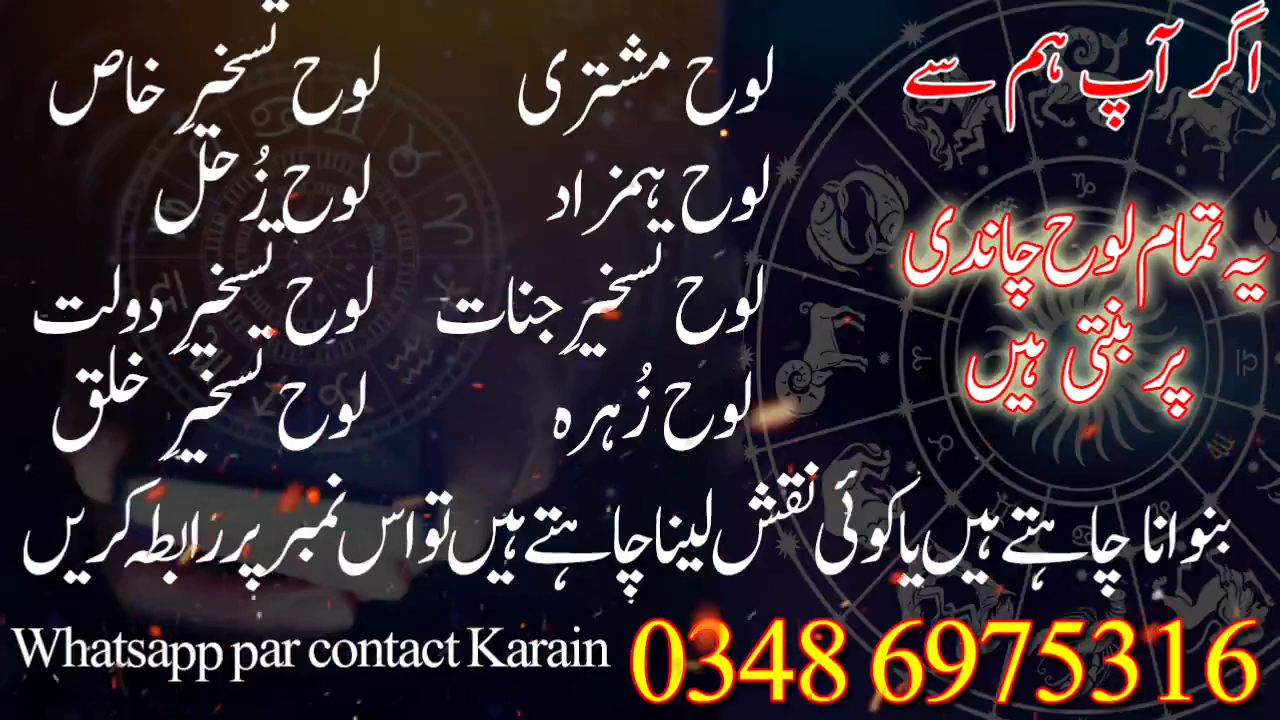 اگر آپ ہم سے
لوح مشتری
لوح تسخیرِ خاص
لوح ہمزاد
لوح زُحل
لوح تسخیرِ جنات
لوح تسخیرِ دولت
لوح زُہرہ
لوح تسخیرِ خلق
یہ تمام لوح چاندی
پر بنتی ہیں
بنوانا چاہتے ہیں یا کوئی نقش لینا چاہتے ہیں تو اس نمبر پر رابطہ کریں
Whatsapp par contact Karain 0348 6975316